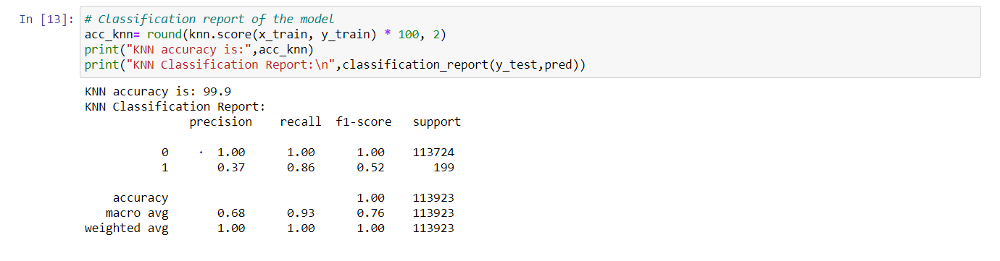 In [13]: # Classification report of the model
acc_knn= round(knn.score(x_train, y_train) * 100, 2)
print("KNN accuracy is:",acc_knn)
print("KNN Classification Report:\n",classification_report(y_test,pred))
KNN accuracy is: 99.9
KNN Classification Report:
precision recall f1-score support
0 1.00 1.00 1.00 113724
1 0.37 0.86 0.52 199
accuracy 1.00 113923
macro avg 0.68 0.93 0.76 113923
weighted avg 1.00 1.00 1.00 113923